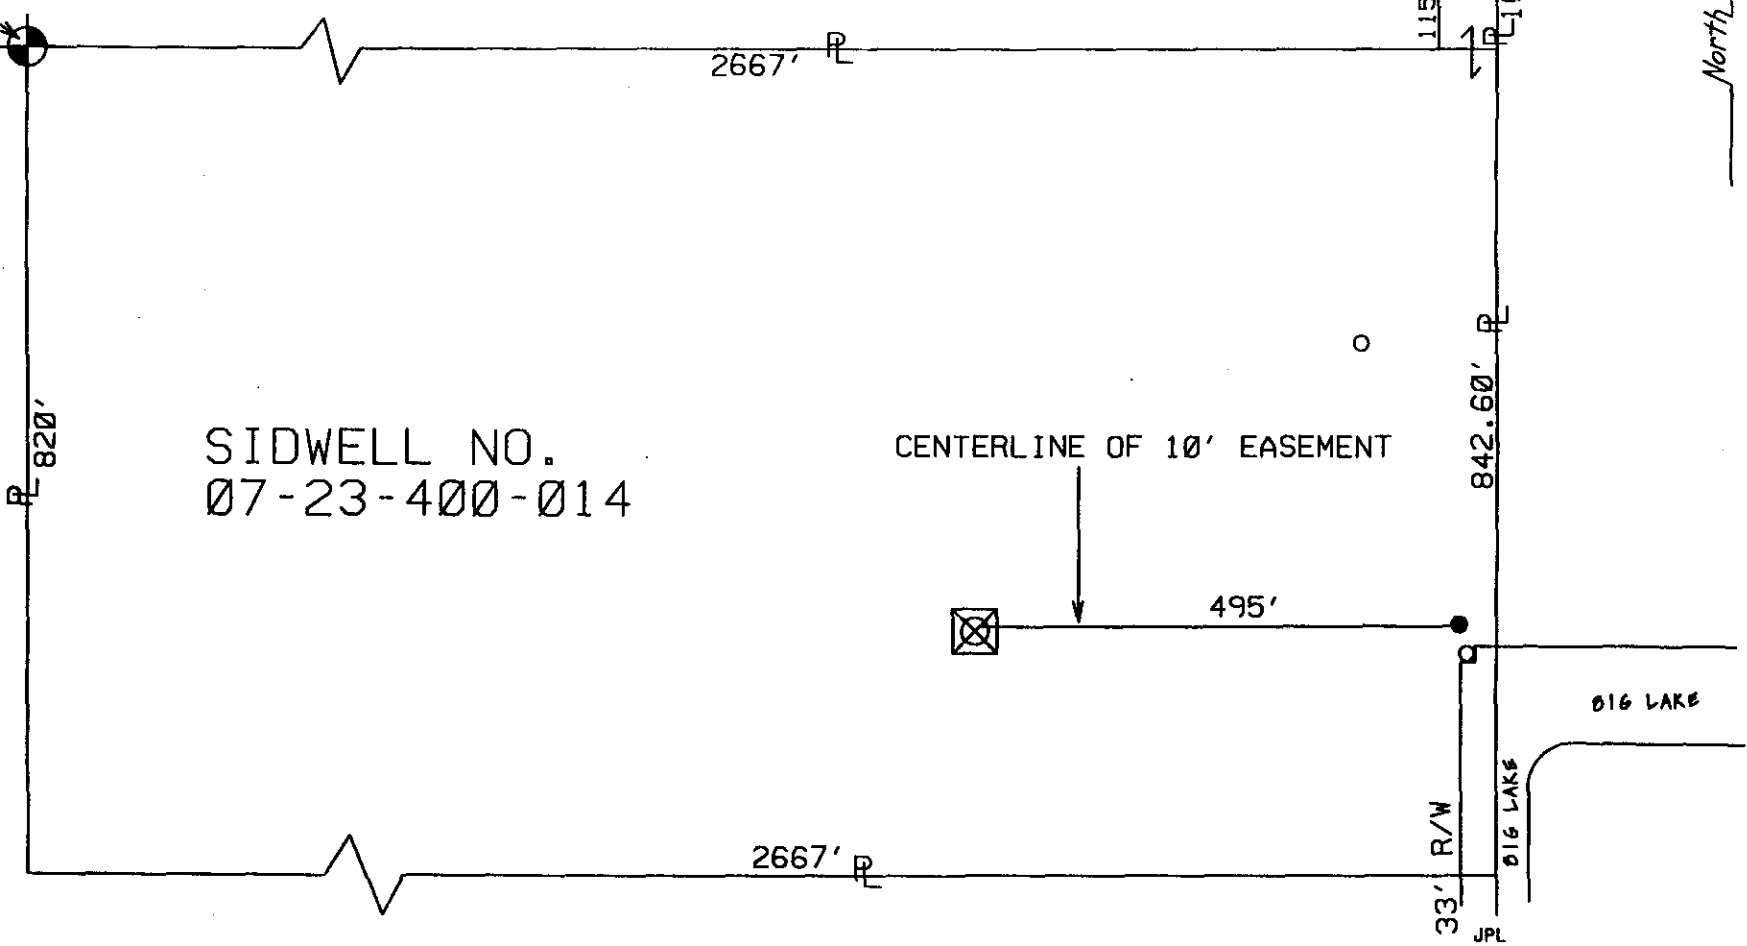 115
North
2667'
PL
PL
842.60'
820'
PL
SIDWELL NO.
07-23-400-014
CENTERLINE OF 10' EASEMENT
495'
BIG LAKE
BIG LAKE
33' R/W
2667' PL
JPL